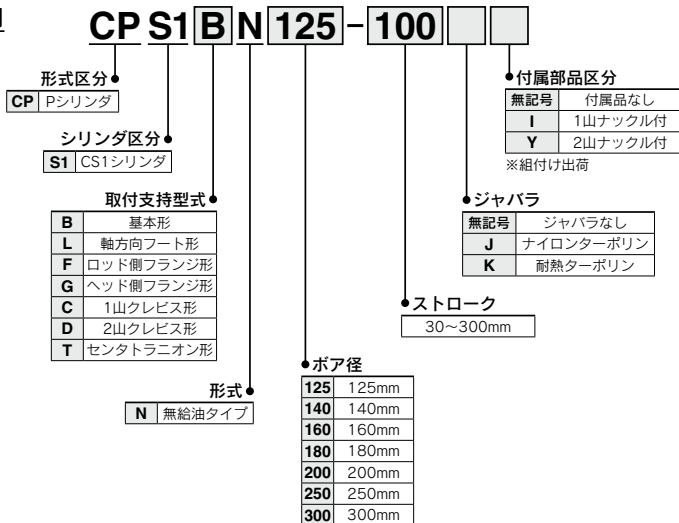 CP S1 B N 125 - 100
形式区分
CP Pシリンダ
シリンダ区分
S1 CS1シリンダ
取付支持型式
B 基本形
L 軸方向フート形
F ロッド側フランジ形
G ヘッド側フランジ形
C 1山クレビス形
D 2山クレビス形
T センタトラニオン形
形式
N 無給油タイプ
ボア径
125 125mm
140 140mm
160 160mm
180 180mm
200 200mm
250 250mm
300 300mm
ストローク
30～300mm
ジャバラ
無記号 ジャバラなし
J ナイロンターポリン
K 耐熱ターポリン
付属部品区分
無記号 付属品なし
I 1山ナックル付
Y 2山ナックル付
※組付け出荷